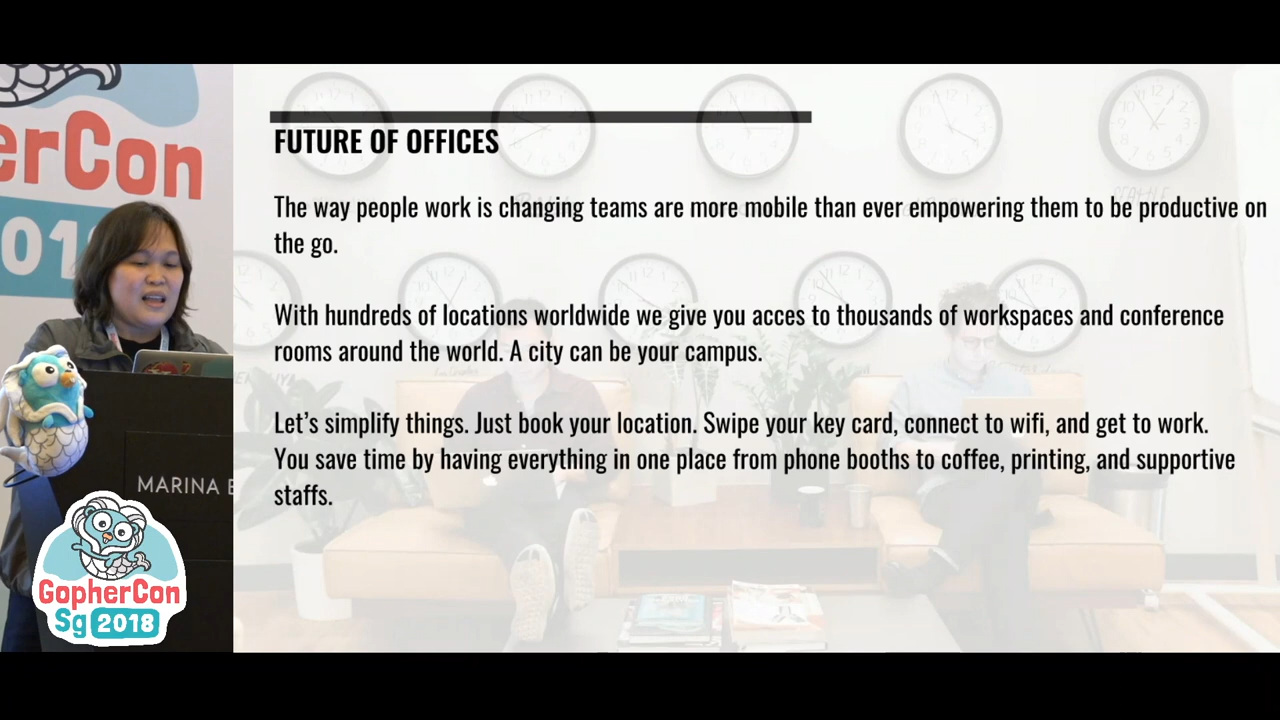 erCon
201
MARINA B
GopherCon
Sg 2018
FUTURE OF OFFICES
The way people work is changing teams are more mobile than ever empowering them to be productive on
the go.
With hundreds of locations worldwide we give you acces to thousands of workspaces and conference
rooms around the world. A city can be your campus.
Let’s simplify things. Just book your location. Swipe your key card, connect to wifi, and get to work.
You save time by having everything in one place from phone booths to coffee, printing, and supportive
staffs.